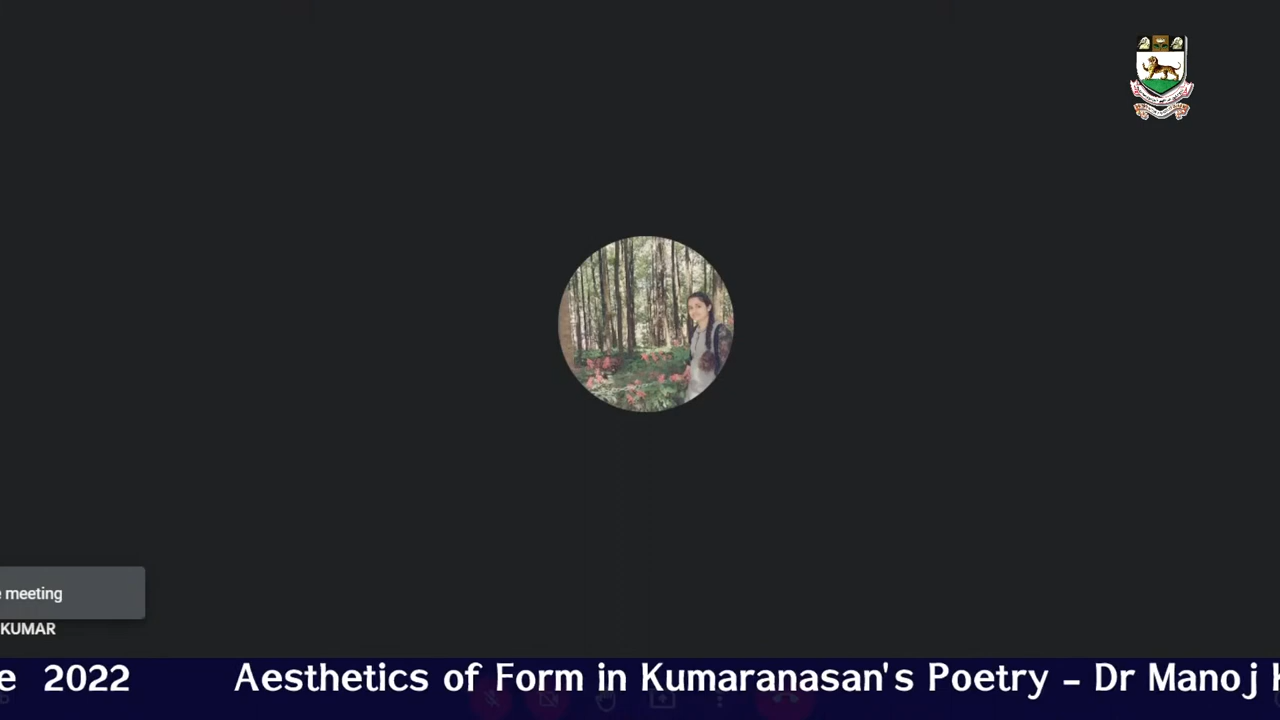 meeting
KUMAR
e 2022 Aesthetics of Form in Kumaranasan's Poetry - Dr Manoj K